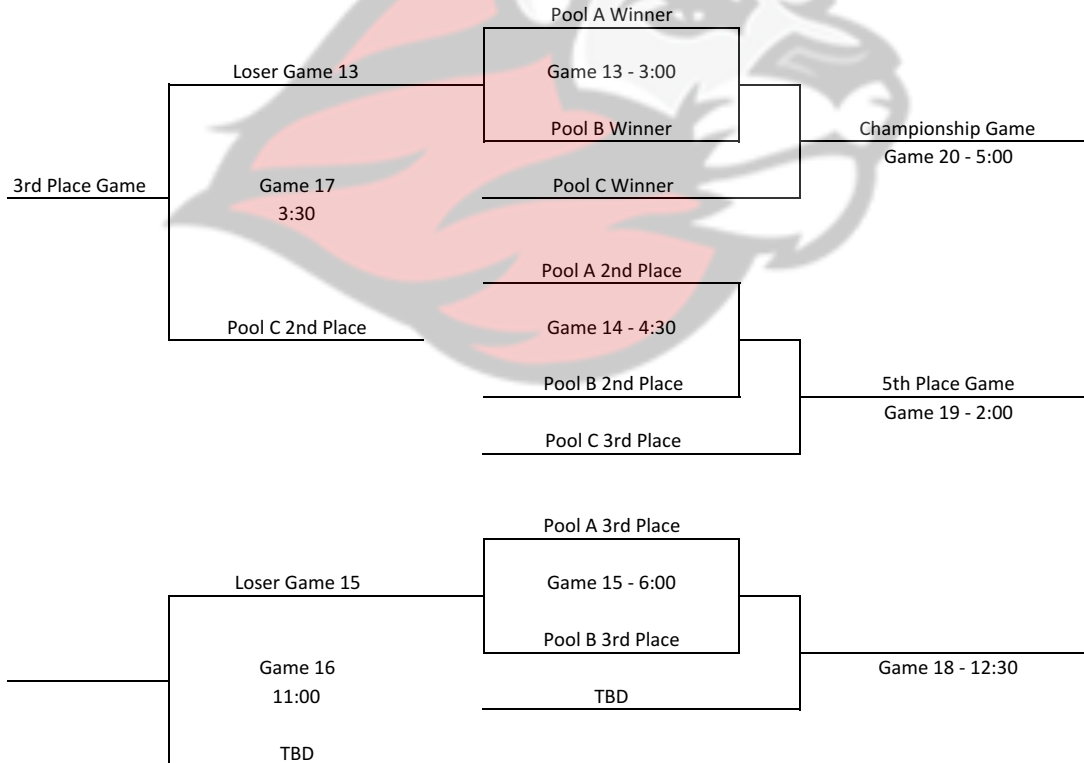 Pool A Winner
Loser Game 13
Game 13 - 3:00
Pool B Winner
Championship Game
Game 20 - 5:00
3rd Place Game
Game 17
3:30
Pool C Winner
Pool A 2nd Place
Pool C 2nd Place
Game 14 - 4:30
Pool B 2nd Place
5th Place Game
Game 19 - 2:00
Pool C 3rd Place
Pool A 3rd Place
Loser Game 15
Game 15 - 6:00
Pool B 3rd Place
Game 16
11:00
Game 18 - 12:30
TBD
TBD